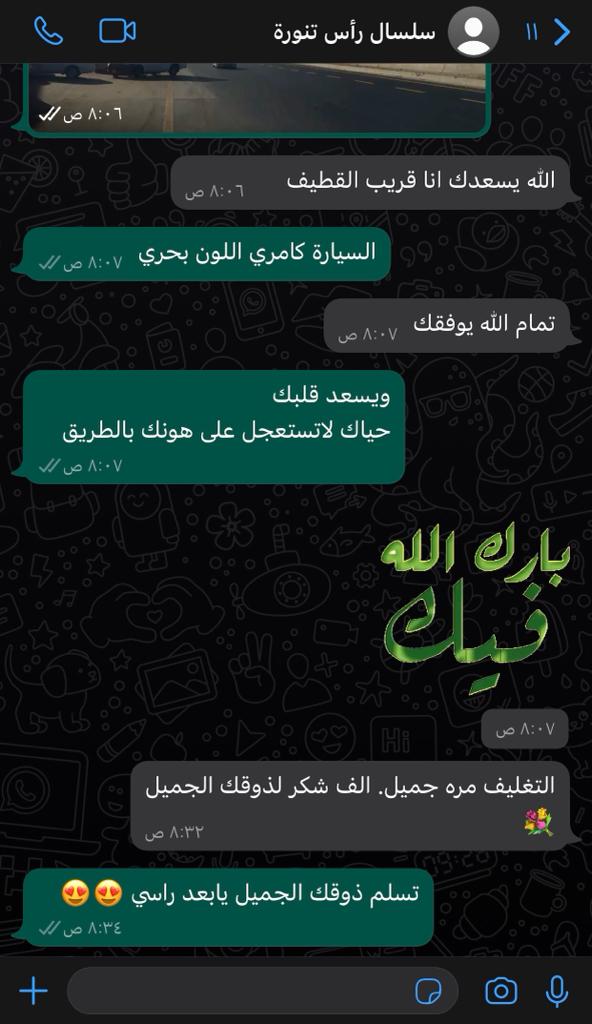 ١١
سلسال رأس تنورة
٨:٠٦ ص
الله يسعدك انا قريب القطيف
٨:٠٦ ص
السيارة كامري اللون بحري
٨:٠٧ ص
تمام الله يوفقك
٨:٠٧ ص
ويسعد قلبك
حياك لاتستعجل على هونك بالطريق
٨:٠٧ ص
بارك الله
فيك
٨:٠٧ ص
Hi
التغليف مره جميل. الف شكر لذوقك الجميل
💐
٨:٣٢ ص
تسلم ذوقك الجميل يابعد راسي 😍😍
٨:٣٤ ص